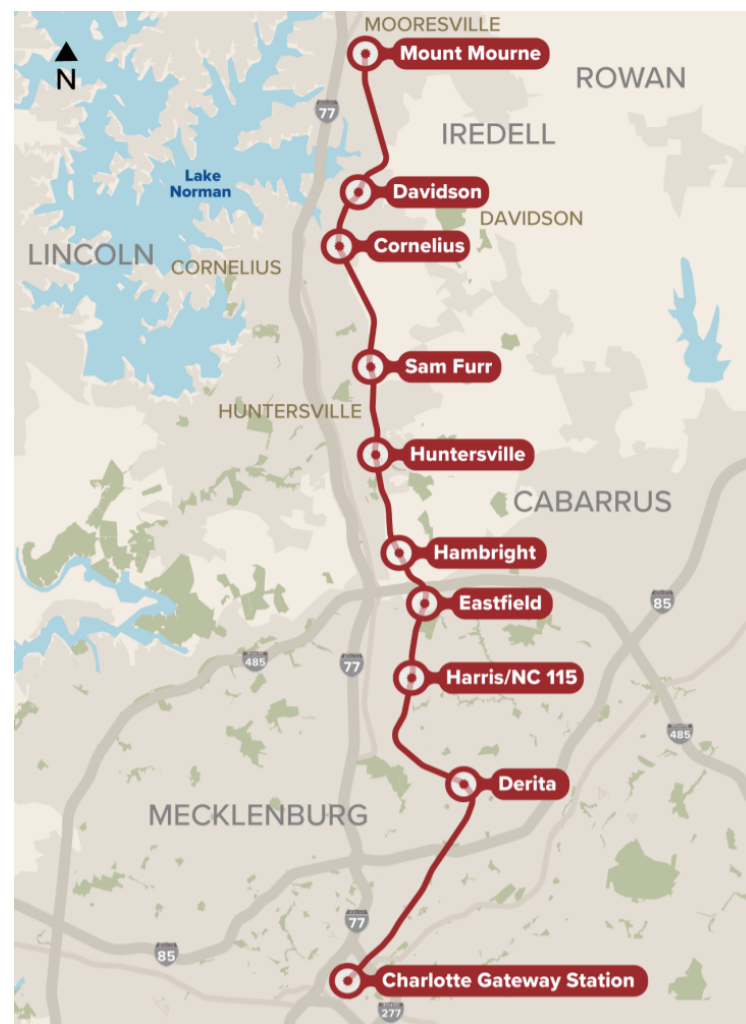 MOORESVILLE
Mount Mourne
N
ROWAN
77
IREDELL
Lake
Norman
Davidson
DAVIDSON
Cornelius
LINCOLN
CORNELIUS
Sam Furr
HUNTERSVILLE
Huntersville
CABARRUS
Hambright
Eastfield
85
485
77
Harris/NC 115
485
Derita
MECKLENBURG
77
85
Charlotte Gateway Station
277